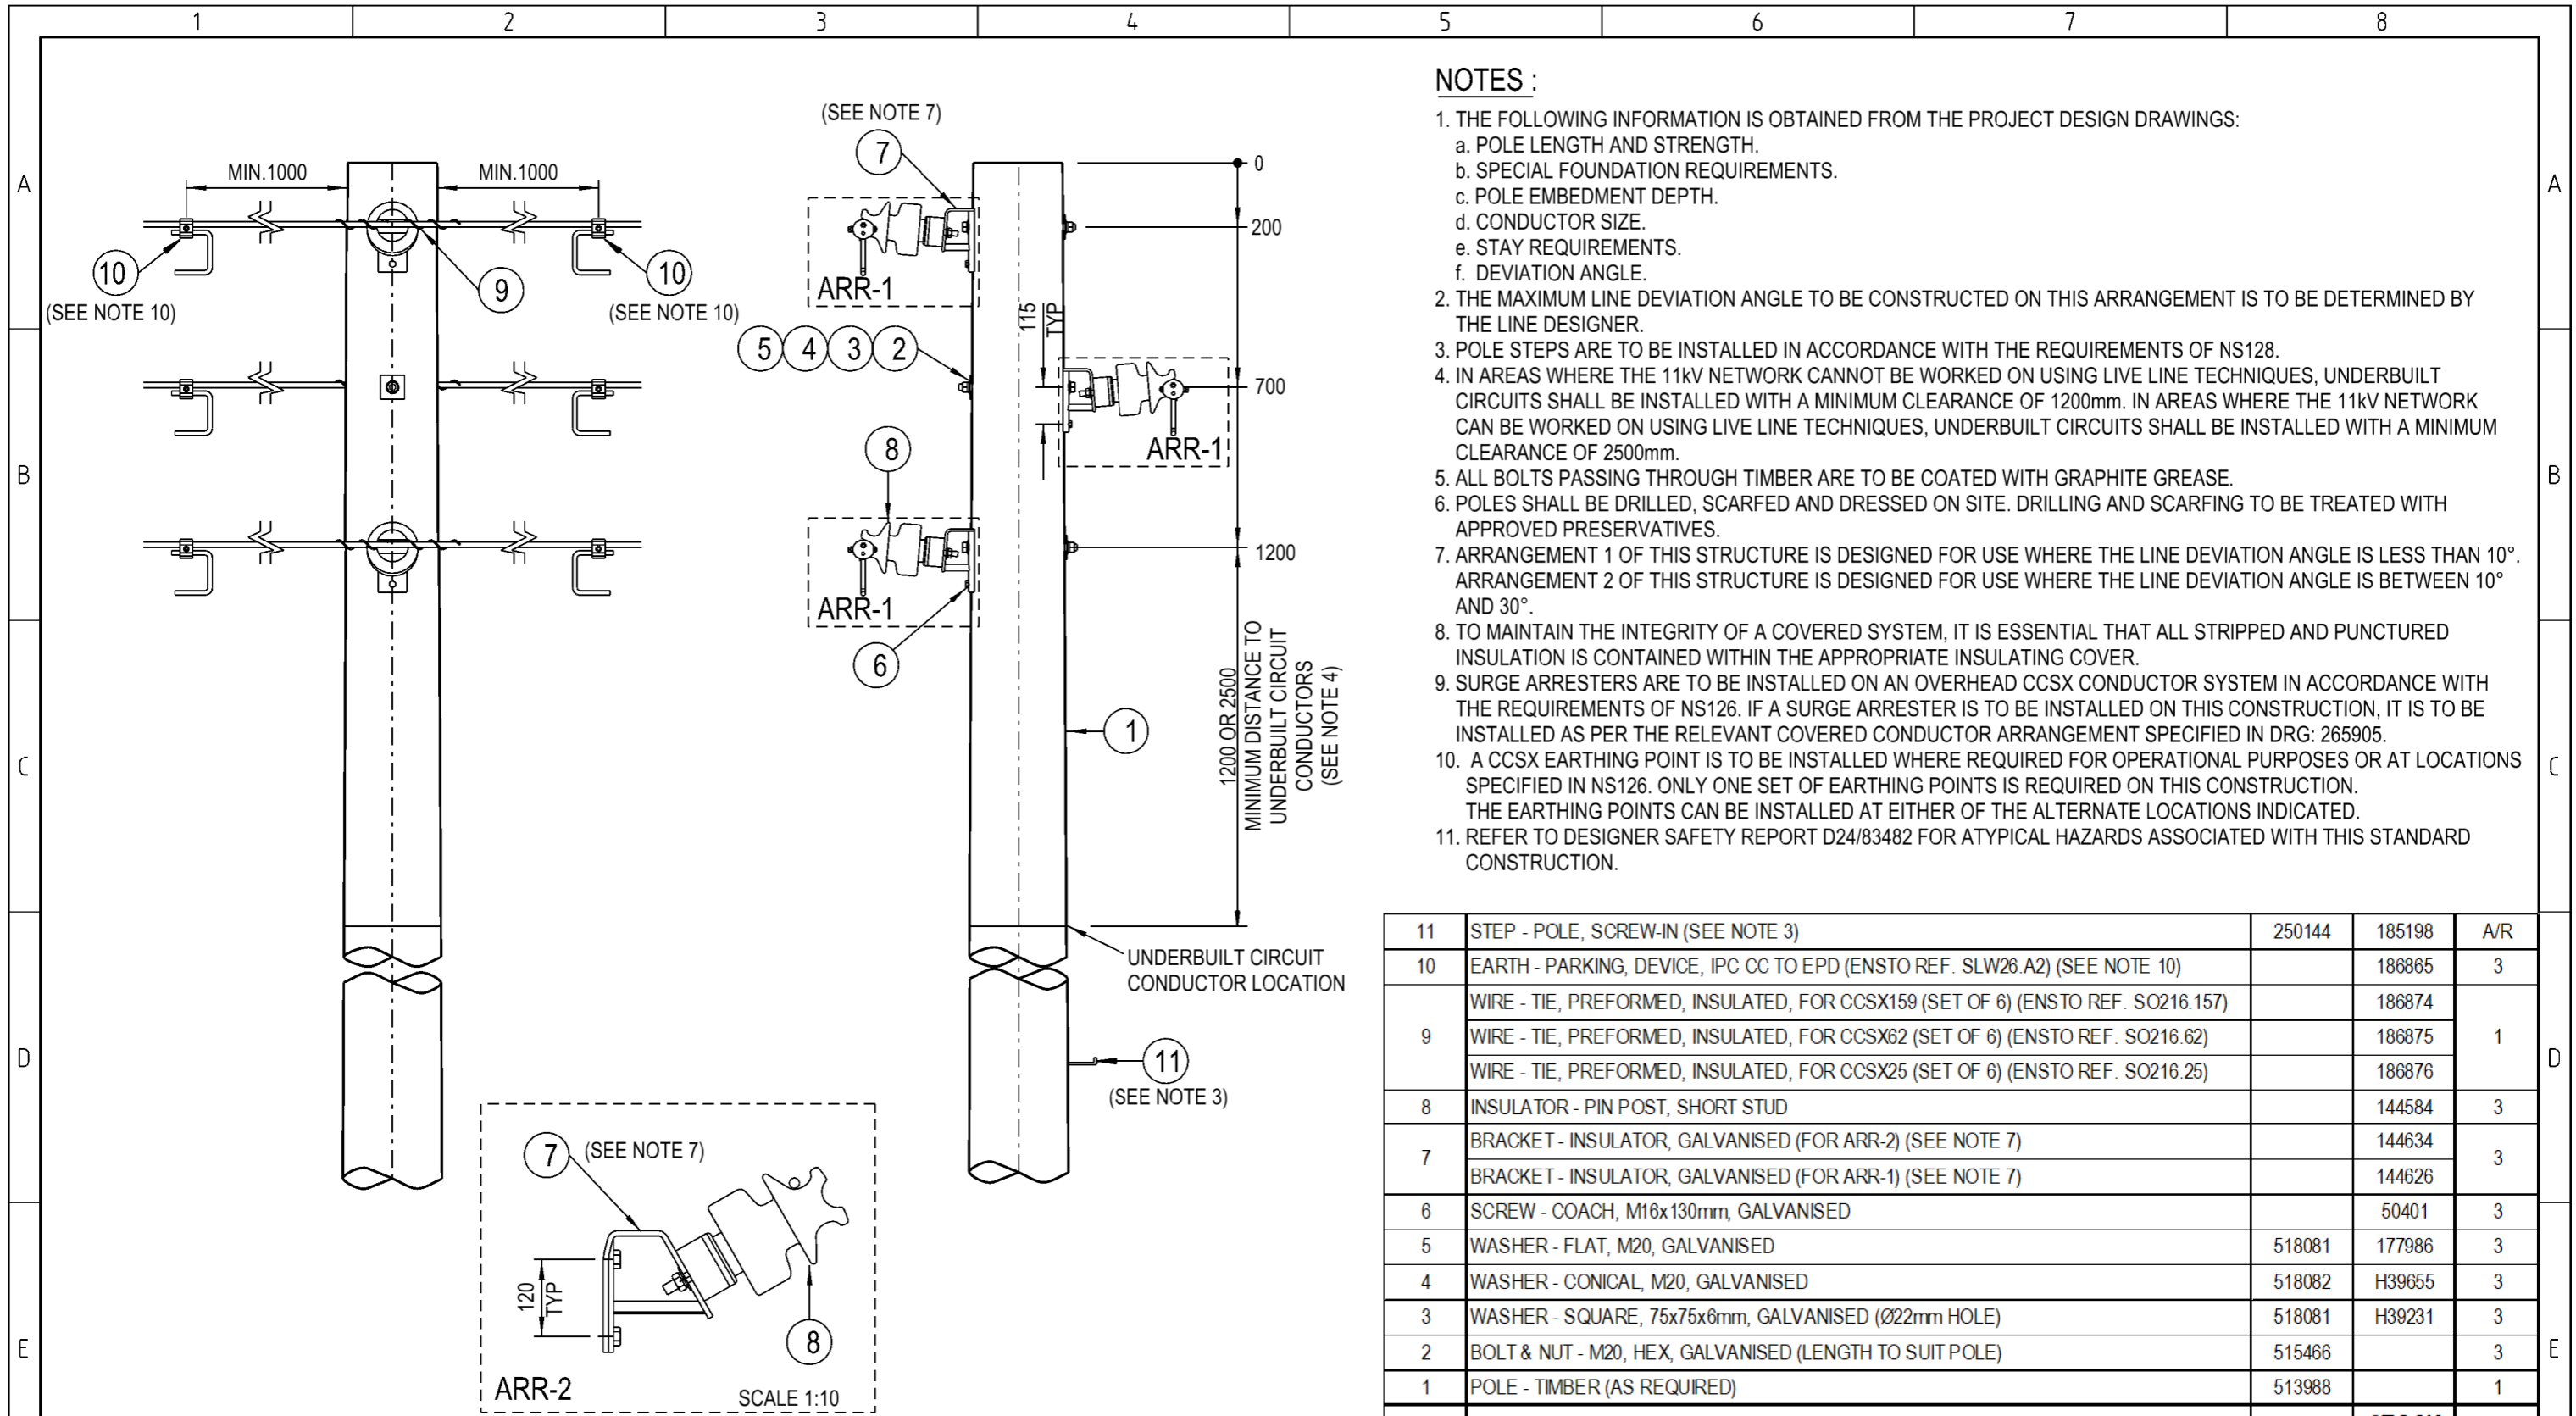 1 2 3 4 5 6 7 8
A
B
C
D
E
A
B
C
D
E
MIN.1000
MIN.1000
10
(SEE NOTE 10)
10
(SEE NOTE 10)
9
(SEE NOTE 7)
7
ARR-1
5 4 3 2
8
ARR-1
6
115
TYP
ARR-1
0
200
700
1200
1200 OR 2500
MINIMUM DISTANCE TO
UNDERBUILT CIRCUIT
CONDUCTORS
(SEE NOTE 4)
1
UNDERBUILT CIRCUIT
CONDUCTOR LOCATION
11
(SEE NOTE 3)
7
(SEE NOTE 7)
120
TYP
8
ARR-2
SCALE 1:10
NOTES :
1. THE FOLLOWING INFORMATION IS OBTAINED FROM THE PROJECT DESIGN DRAWINGS:
a. POLE LENGTH AND STRENGTH.
b. SPECIAL FOUNDATION REQUIREMENTS.
c. POLE EMBEDMENT DEPTH.
d. CONDUCTOR SIZE.
e. STAY REQUIREMENTS.
f. DEVIATION ANGLE.
2. THE MAXIMUM LINE DEVIATION ANGLE TO BE CONSTRUCTED ON THIS ARRANGEMENT IS TO BE DETERMINED BY
THE LINE DESIGNER.
3. POLE STEPS ARE TO BE INSTALLED IN ACCORDANCE WITH THE REQUIREMENTS OF NS128.
4. IN AREAS WHERE THE 11kV NETWORK CANNOT BE WORKED ON USING LIVE LINE TECHNIQUES, UNDERBUILT
CIRCUITS SHALL BE INSTALLED WITH A MINIMUM CLEARANCE OF 1200mm. IN AREAS WHERE THE 11kV NETWORK
CAN BE WORKED ON USING LIVE LINE TECHNIQUES, UNDERBUILT CIRCUITS SHALL BE INSTALLED WITH A MINIMUM
CLEARANCE OF 2500mm.
5. ALL BOLTS PASSING THROUGH TIMBER ARE TO BE COATED WITH GRAPHITE GREASE.
6. POLES SHALL BE DRILLED, SCARFED AND DRESSED ON SITE. DRILLING AND SCARFING TO BE TREATED WITH
APPROVED PRESERVATIVES.
7. ARRANGEMENT 1 OF THIS STRUCTURE IS DESIGNED FOR USE WHERE THE LINE DEVIATION ANGLE IS LESS THAN 10°.
ARRANGEMENT 2 OF THIS STRUCTURE IS DESIGNED FOR USE WHERE THE LINE DEVIATION ANGLE IS BETWEEN 10°
AND 30°.
8. TO MAINTAIN THE INTEGRITY OF A COVERED SYSTEM, IT IS ESSENTIAL THAT ALL STRIPPED AND PUNCTURED
INSULATION IS CONTAINED WITHIN THE APPROPRIATE INSULATING COVER.
9. SURGE ARRESTERS ARE TO BE INSTALLED ON AN OVERHEAD CCSX CONDUCTOR SYSTEM IN ACCORDANCE WITH
THE REQUIREMENTS OF NS126. IF A SURGE ARRESTER IS TO BE INSTALLED ON THIS CONSTRUCTION, IT IS TO BE
INSTALLED AS PER THE RELEVANT COVERED CONDUCTOR ARRANGEMENT SPECIFIED IN DRG: 265905.
10. A CCSX EARTHING POINT IS TO BE INSTALLED WHERE REQUIRED FOR OPERATIONAL PURPOSES OR AT LOCATIONS
SPECIFIED IN NS126. ONLY ONE SET OF EARTHING POINTS IS REQUIRED ON THIS CONSTRUCTION.
THE EARTHING POINTS CAN BE INSTALLED AT EITHER OF THE ALTERNATE LOCATIONS INDICATED.
11. REFER TO DESIGNER SAFETY REPORT D24/83482 FOR ATYPICAL HAZARDS ASSOCIATED WITH THIS STANDARD
CONSTRUCTION.
11 STEP - POLE, SCREW-IN (SEE NOTE 3) 250144 185198 A/R
10 EARTH - PARKING, DEVICE, IPC CC TO EPD (ENSTO REF. SLW26.A2) (SEE NOTE 10) 186865 3
WIRE - TIE, PREFORMED, INSULATED, FOR CCSX159 (SET OF 6) (ENSTO REF. SO216.157) 186874
9 WIRE - TIE, PREFORMED, INSULATED, FOR CCSX62 (SET OF 6) (ENSTO REF. SO216.62) 186875 1
WIRE - TIE, PREFORMED, INSULATED, FOR CCSX25 (SET OF 6) (ENSTO REF. SO216.25) 186876
8 INSULATOR - PIN POST, SHORT STUD 144584 3
7 BRACKET - INSULATOR, GALVANISED (FOR ARR-2) (SEE NOTE 7) 144634 3
BRACKET - INSULATOR, GALVANISED (FOR ARR-1) (SEE NOTE 7) 144626
6 SCREW - COACH, M16x130mm, GALVANISED 50401 3
5 WASHER - FLAT, M20, GALVANISED 518081 177986 3
4 WASHER - CONICAL, M20, GALVANISED 518082 H39655 3
3 WASHER - SQUARE, 75x75x6mm, GALVANISED (Ø22mm HOLE) 518081 H39231 3
2 BOLT & NUT - M20, HEX, GALVANISED (LENGTH TO SUIT POLE) 515466 3
1 POLE - TIMBER (AS REQUIRED) 513988 1